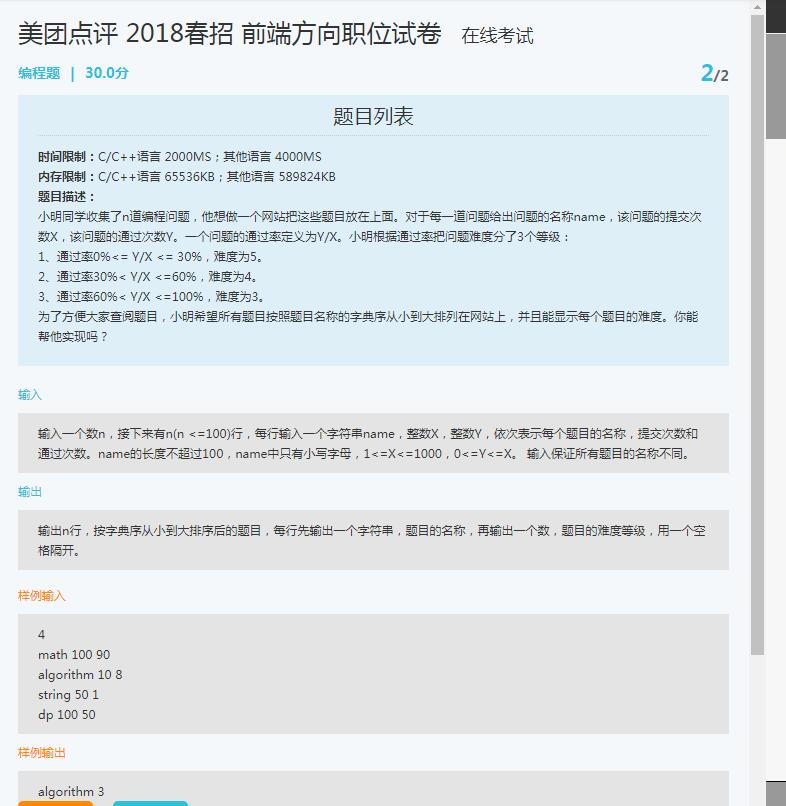 美团点评 2018春招 前端方向职位试卷 在线考试
编程题 | 30.0分 2/2
题目列表
时间限制：C/C++语言 2000MS；其他语言 4000MS
内存限制：C/C++语言 65536KB；其他语言 589824KB
题目描述：
小明同学收集了n道编程问题，他想做一个网站把这些题目放在上面。对于每一道问题给出问题的名称name，该问题的提交次
数X，该问题的通过次数Y。一个问题的通过率定义为Y/X。小明根据通过率把问题难度分了3个等级：
1、通过率0%<= Y/X <= 30%，难度为5。
2、通过率30%< Y/X <=60%，难度为4。
3、通过率60%< Y/X <=100%，难度为3。
为了方便大家查阅题目，小明希望所有题目按照题目名称的字典序从小到大排列在网站上，并且能显示每个题目的难度。你能
帮他实现吗？
输入
输入一个数n，接下来有n(n <=100)行，每行输入一个字符串name，整数X，整数Y，依次表示每个题目的名称，提交次数和
通过次数。name的长度不超过100，name中只有小写字母，1<=X<=1000，0<=Y<=X。 输入保证所有题目的名称不同。
输出
输出n行，按字典序从小到大排序后的题目，每行先输出一个字符串，题目的名称，再输出一个数，题目的难度等级，用一个空
格隔开。
样例输入
4
math 100 90
algorithm 10 8
string 50 1
dp 100 50
样例输出
algorithm 3